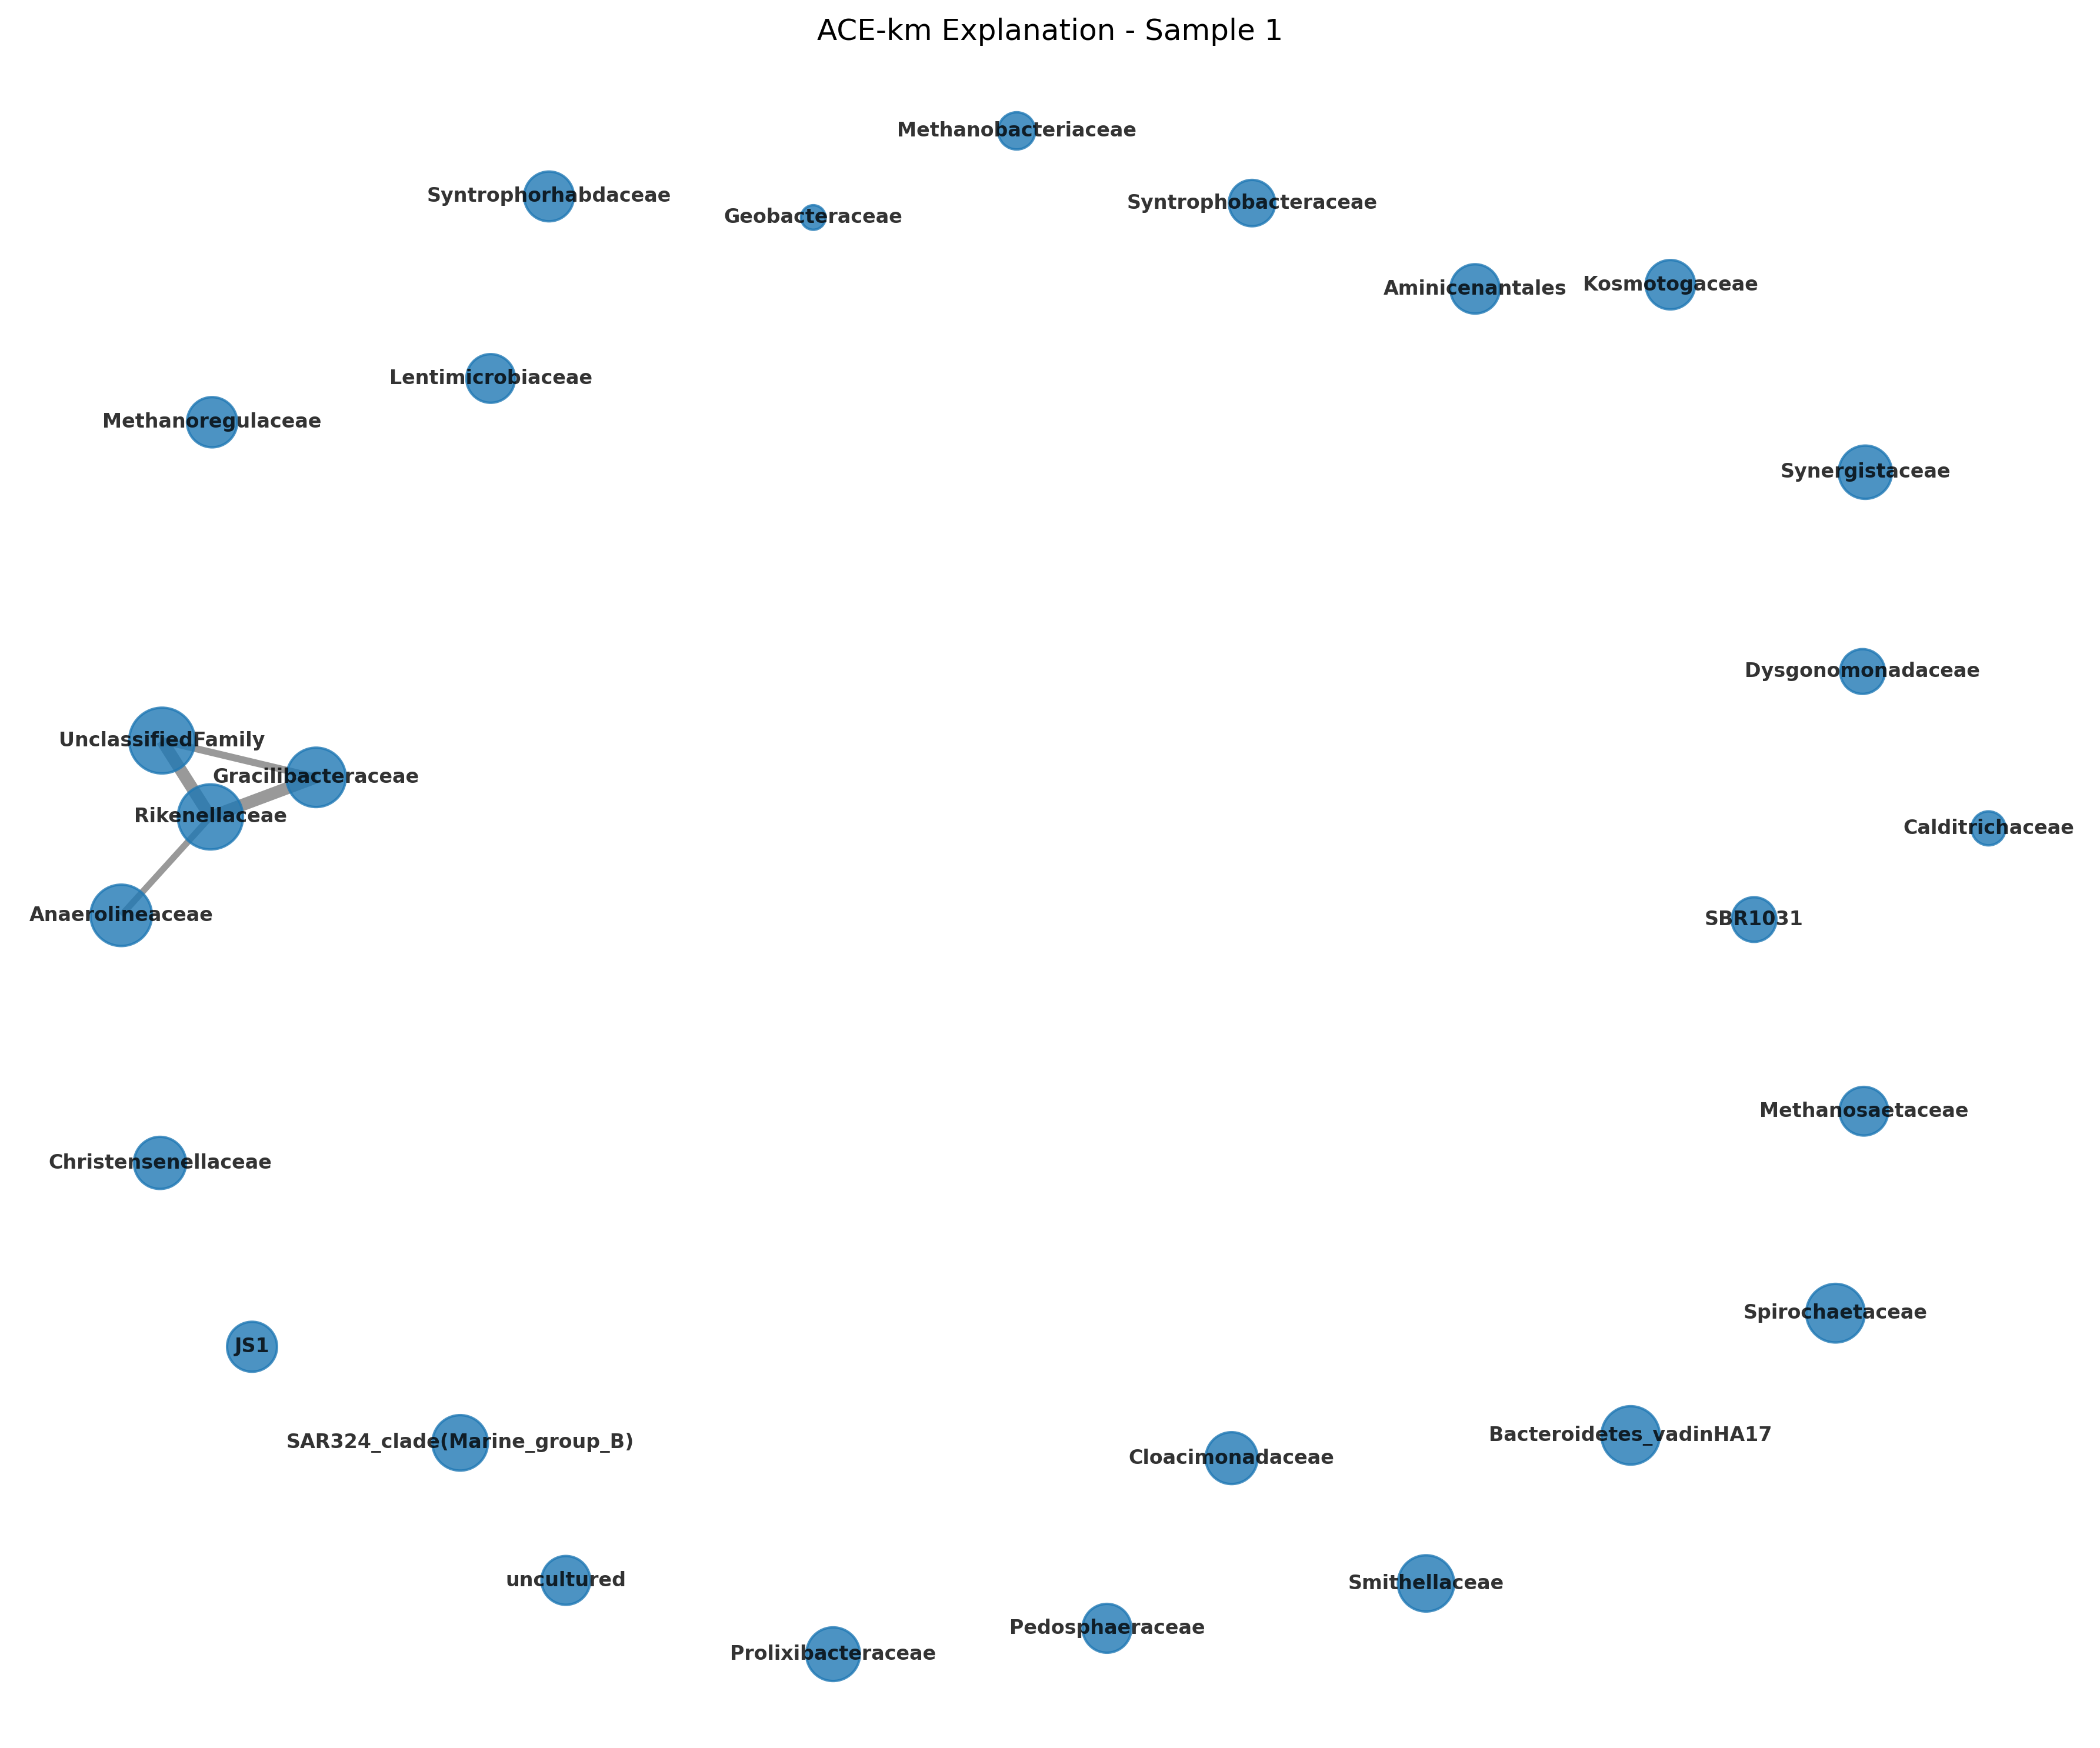 ACE-km Explanation - Sample 1
Methanobacteriaceae
Syntrophorhabdaceae
Syntrophobacteraceae
Geobacteraceae
Kosmotogaceae
Aminicenantales
Lentimicrobiaceae
Methanoregulaceae
Synergistaceae
Dysgonomonadaceae
UnclassifiedFamily
Gracilibacteraceae
Rikenellaceae
Calditrichaceae
Anaerolineaceae
SBR1031
Methanosaetaceae
Christensenellaceae
Spirochaetaceae
JS1
Bacteroidetes_vadinHA17
SAR324_clade(Marine_group_B)
Cloacimonadaceae
uncultured
Smithellaceae
Pedosphaeraceae
Prolixibacteraceae